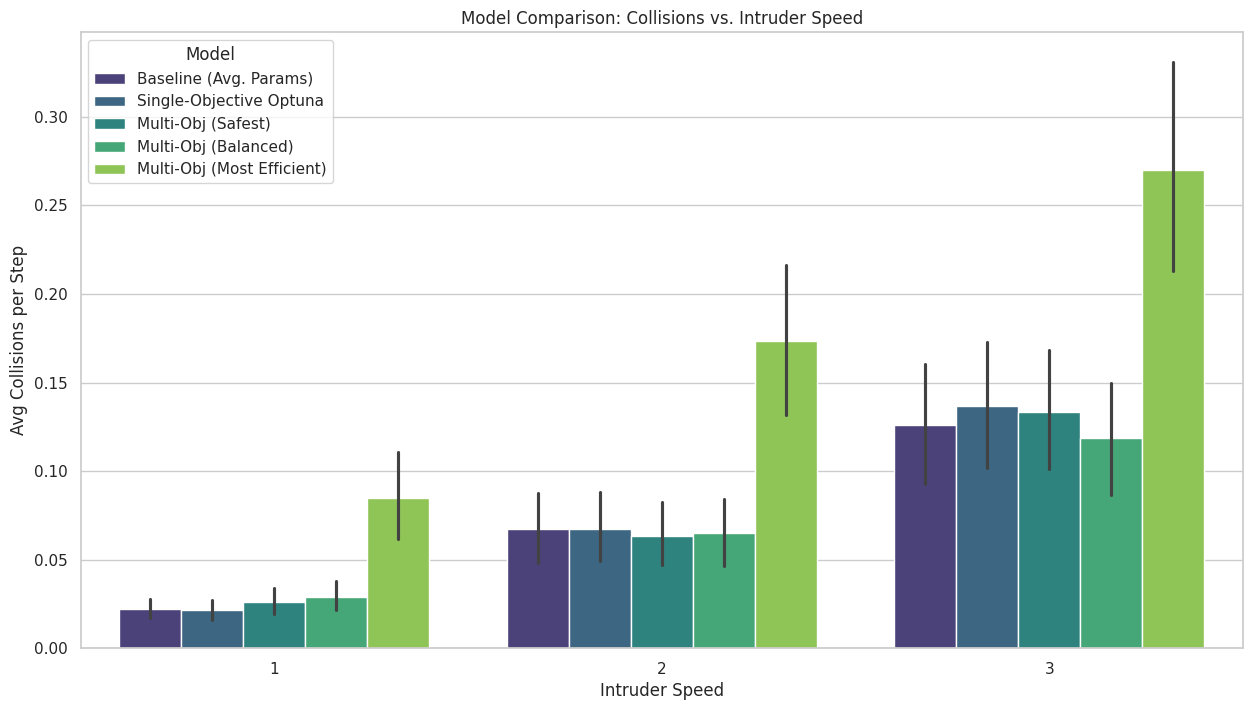 Model Comparison: Collisions vs. Intruder Speed
Model
Baseline (Avg. Params)
Single-Objective Optuna
Multi-Obj (Safest)
Multi-Obj (Balanced)
Multi-Obj (Most Efficient)
Avg Collisions per Step
0.30
0.25
0.20
0.15
0.10
0.05
0.00
1
2
3
Intruder Speed